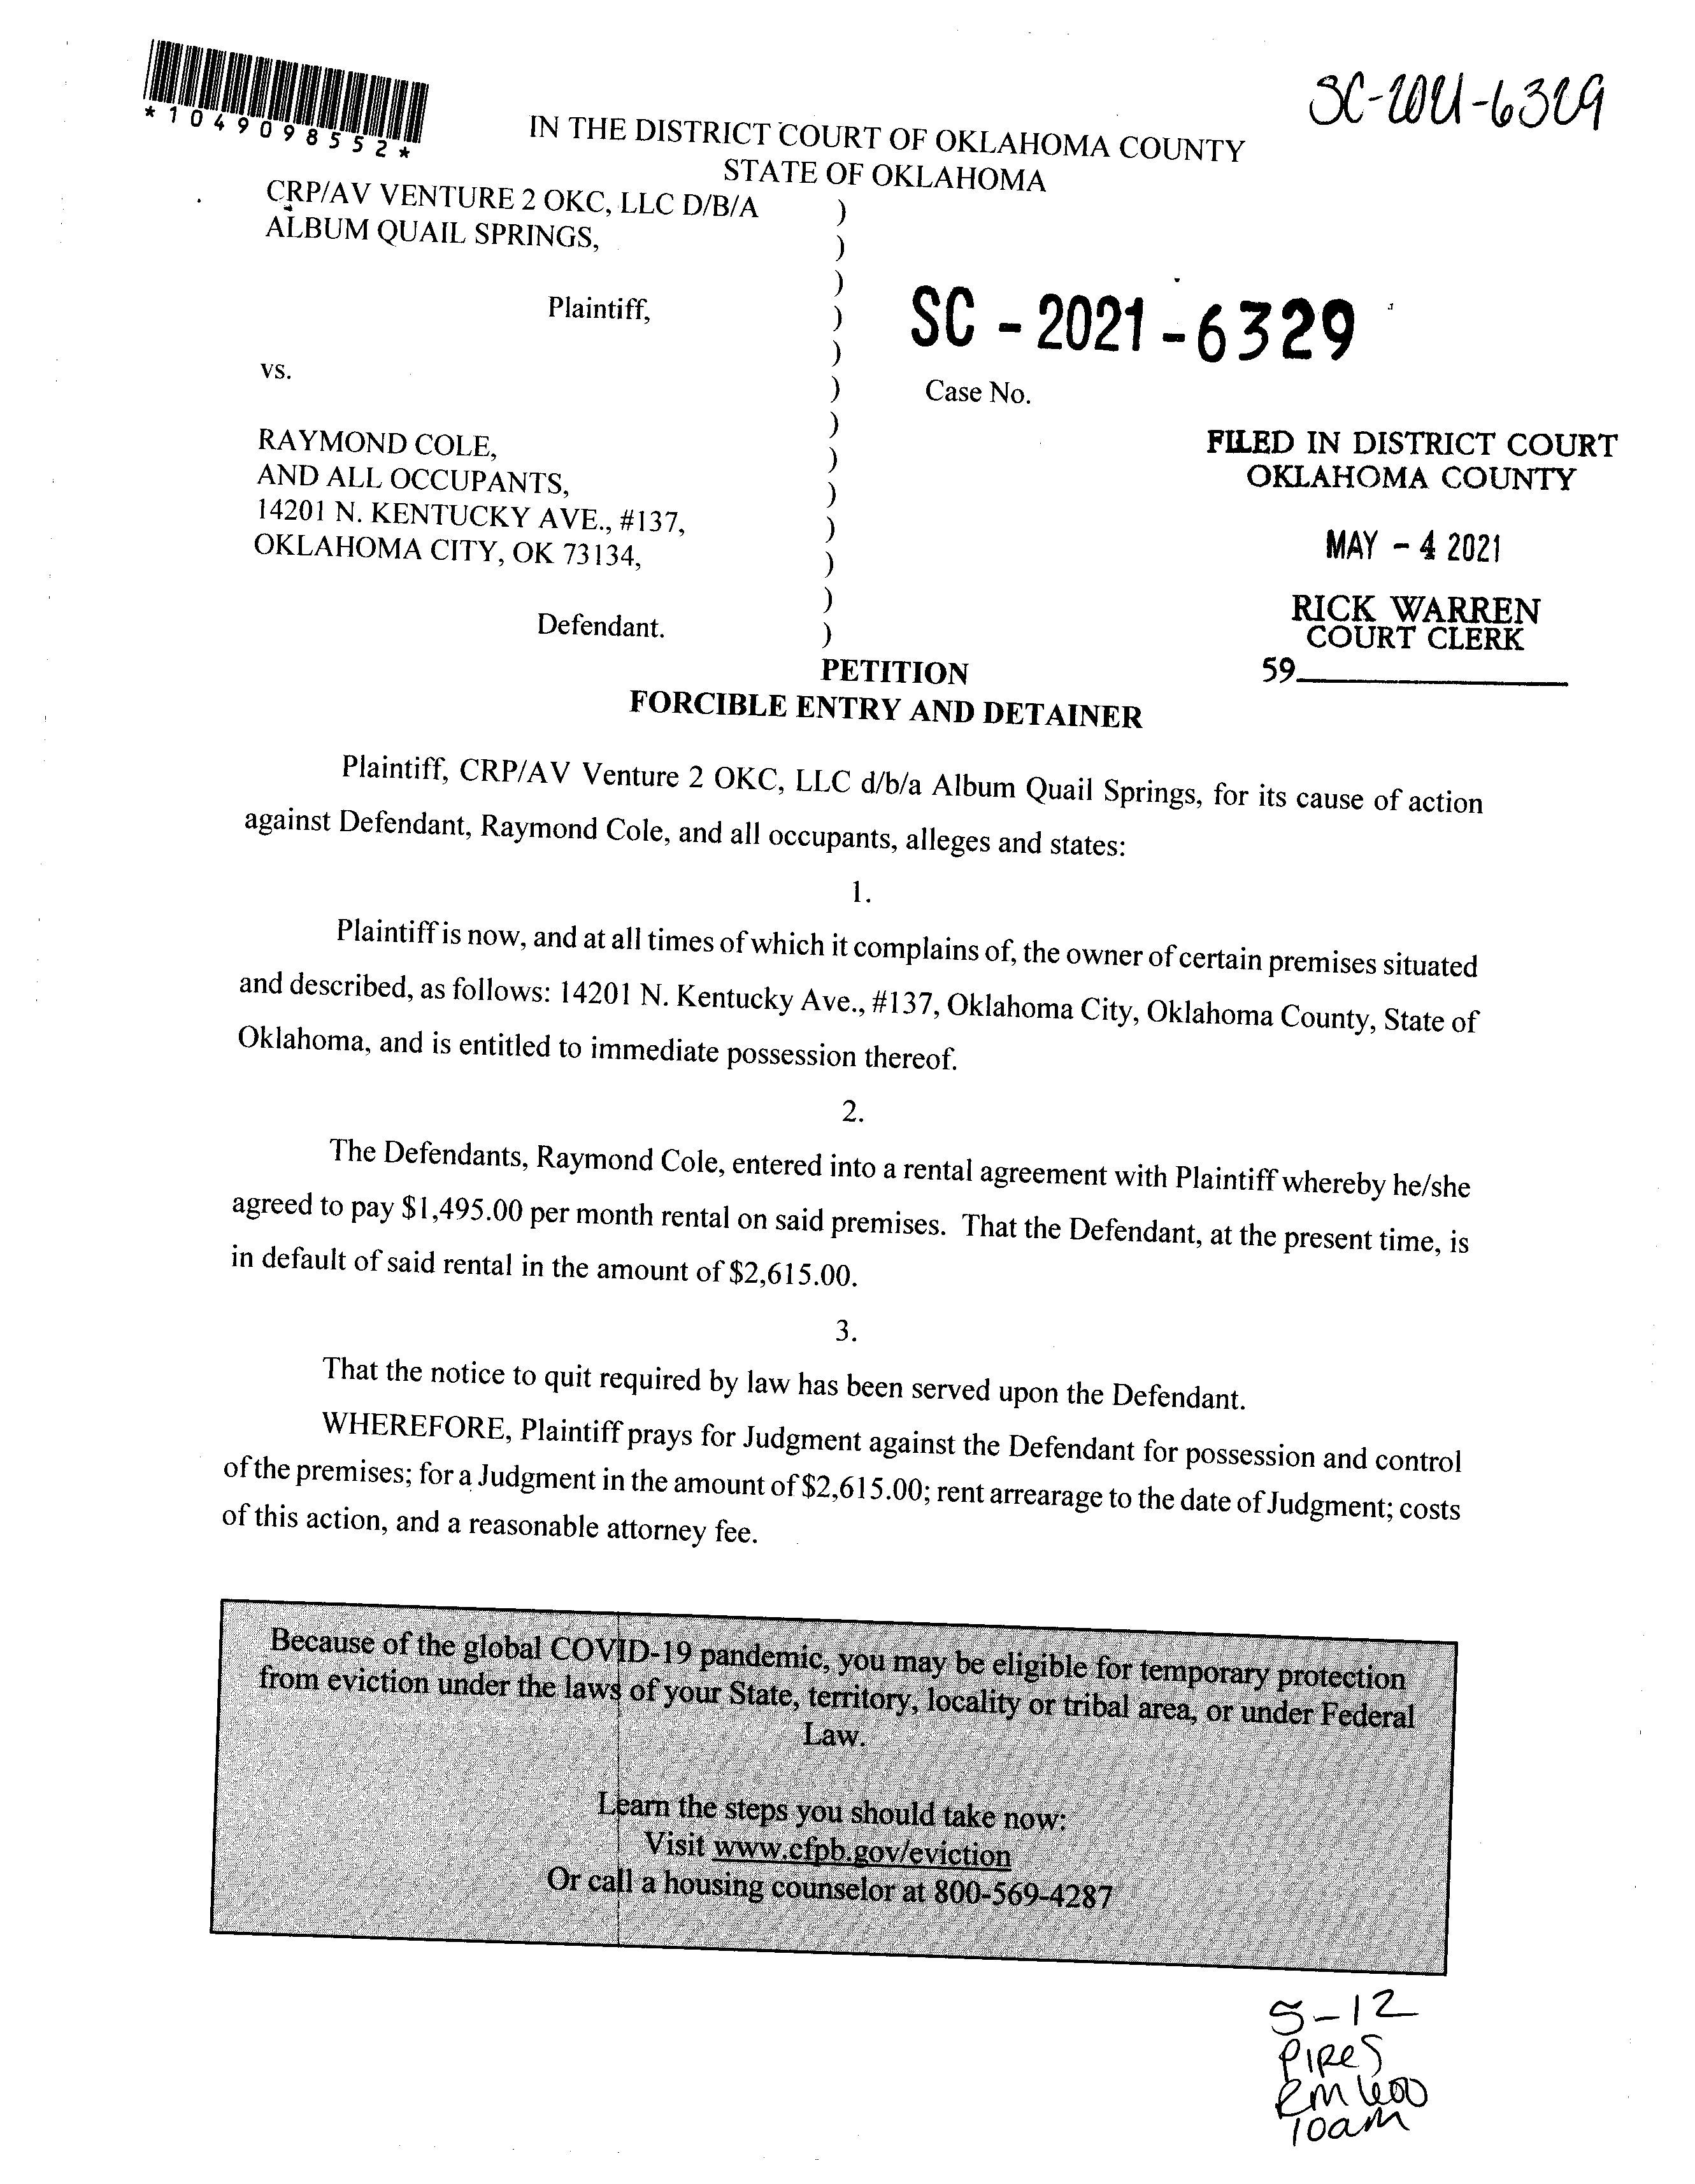 SC-2021-6329
*1049098552*
IN THE DISTRICT COURT OF OKLAHOMA COUNTY
STATE OF OKLAHOMA
CRP/AV VENTURE 2 OKC, LLC D/B/A )
ALBUM QUAIL SPRINGS, )
)
Plaintiff, )
SC - 2021 - 6329
)
vs. )
Case No.
)
RAYMOND COLE, )
AND ALL OCCUPANTS, )
14201 N. KENTUCKY AVE., #137, )
OKLAHOMA CITY, OK 73134, )
)
Defendant. )
FILED IN DISTRICT COURT
OKLAHOMA COUNTY
MAY - 4 2021
RICK WARREN
COURT CLERK
59
PETITION
FORCIBLE ENTRY AND DETAINER
Plaintiff, CRP/AV Venture 2 OKC, LLC d/b/a Album Quail Springs, for its cause of action
against Defendant, Raymond Cole, and all occupants, alleges and states:
1.
Plaintiff is now, and at all times of which it complains of, the owner of certain premises situated
and described, as follows: 14201 N. Kentucky Ave., #137, Oklahoma City, Oklahoma County, State of
Oklahoma, and is entitled to immediate possession thereof.
2.
The Defendants, Raymond Cole, entered into a rental agreement with Plaintiff whereby he/she
agreed to pay $1,495.00 per month rental on said premises. That the Defendant, at the present time, is
in default of said rental in the amount of $2,615.00.
3.
That the notice to quit required by law has been served upon the Defendant.
WHEREFORE, Plaintiff prays for Judgment against the Defendant for possession and control
of the premises; for a Judgment in the amount of $2,615.00; rent arrearage to the date of Judgment; costs
of this action, and a reasonable attorney fee.
Because of the global COVID-19 pandemic, you may be eligible for temporary protection
from eviction under the laws of your State, territory, locality or tribal area, or under Federal
Law.
Learn the steps you should take now:
Visit www.cfpb.gov/eviction
Or call a housing counselor at 800-569-4287
5-12
PIRES
RM 600
10am